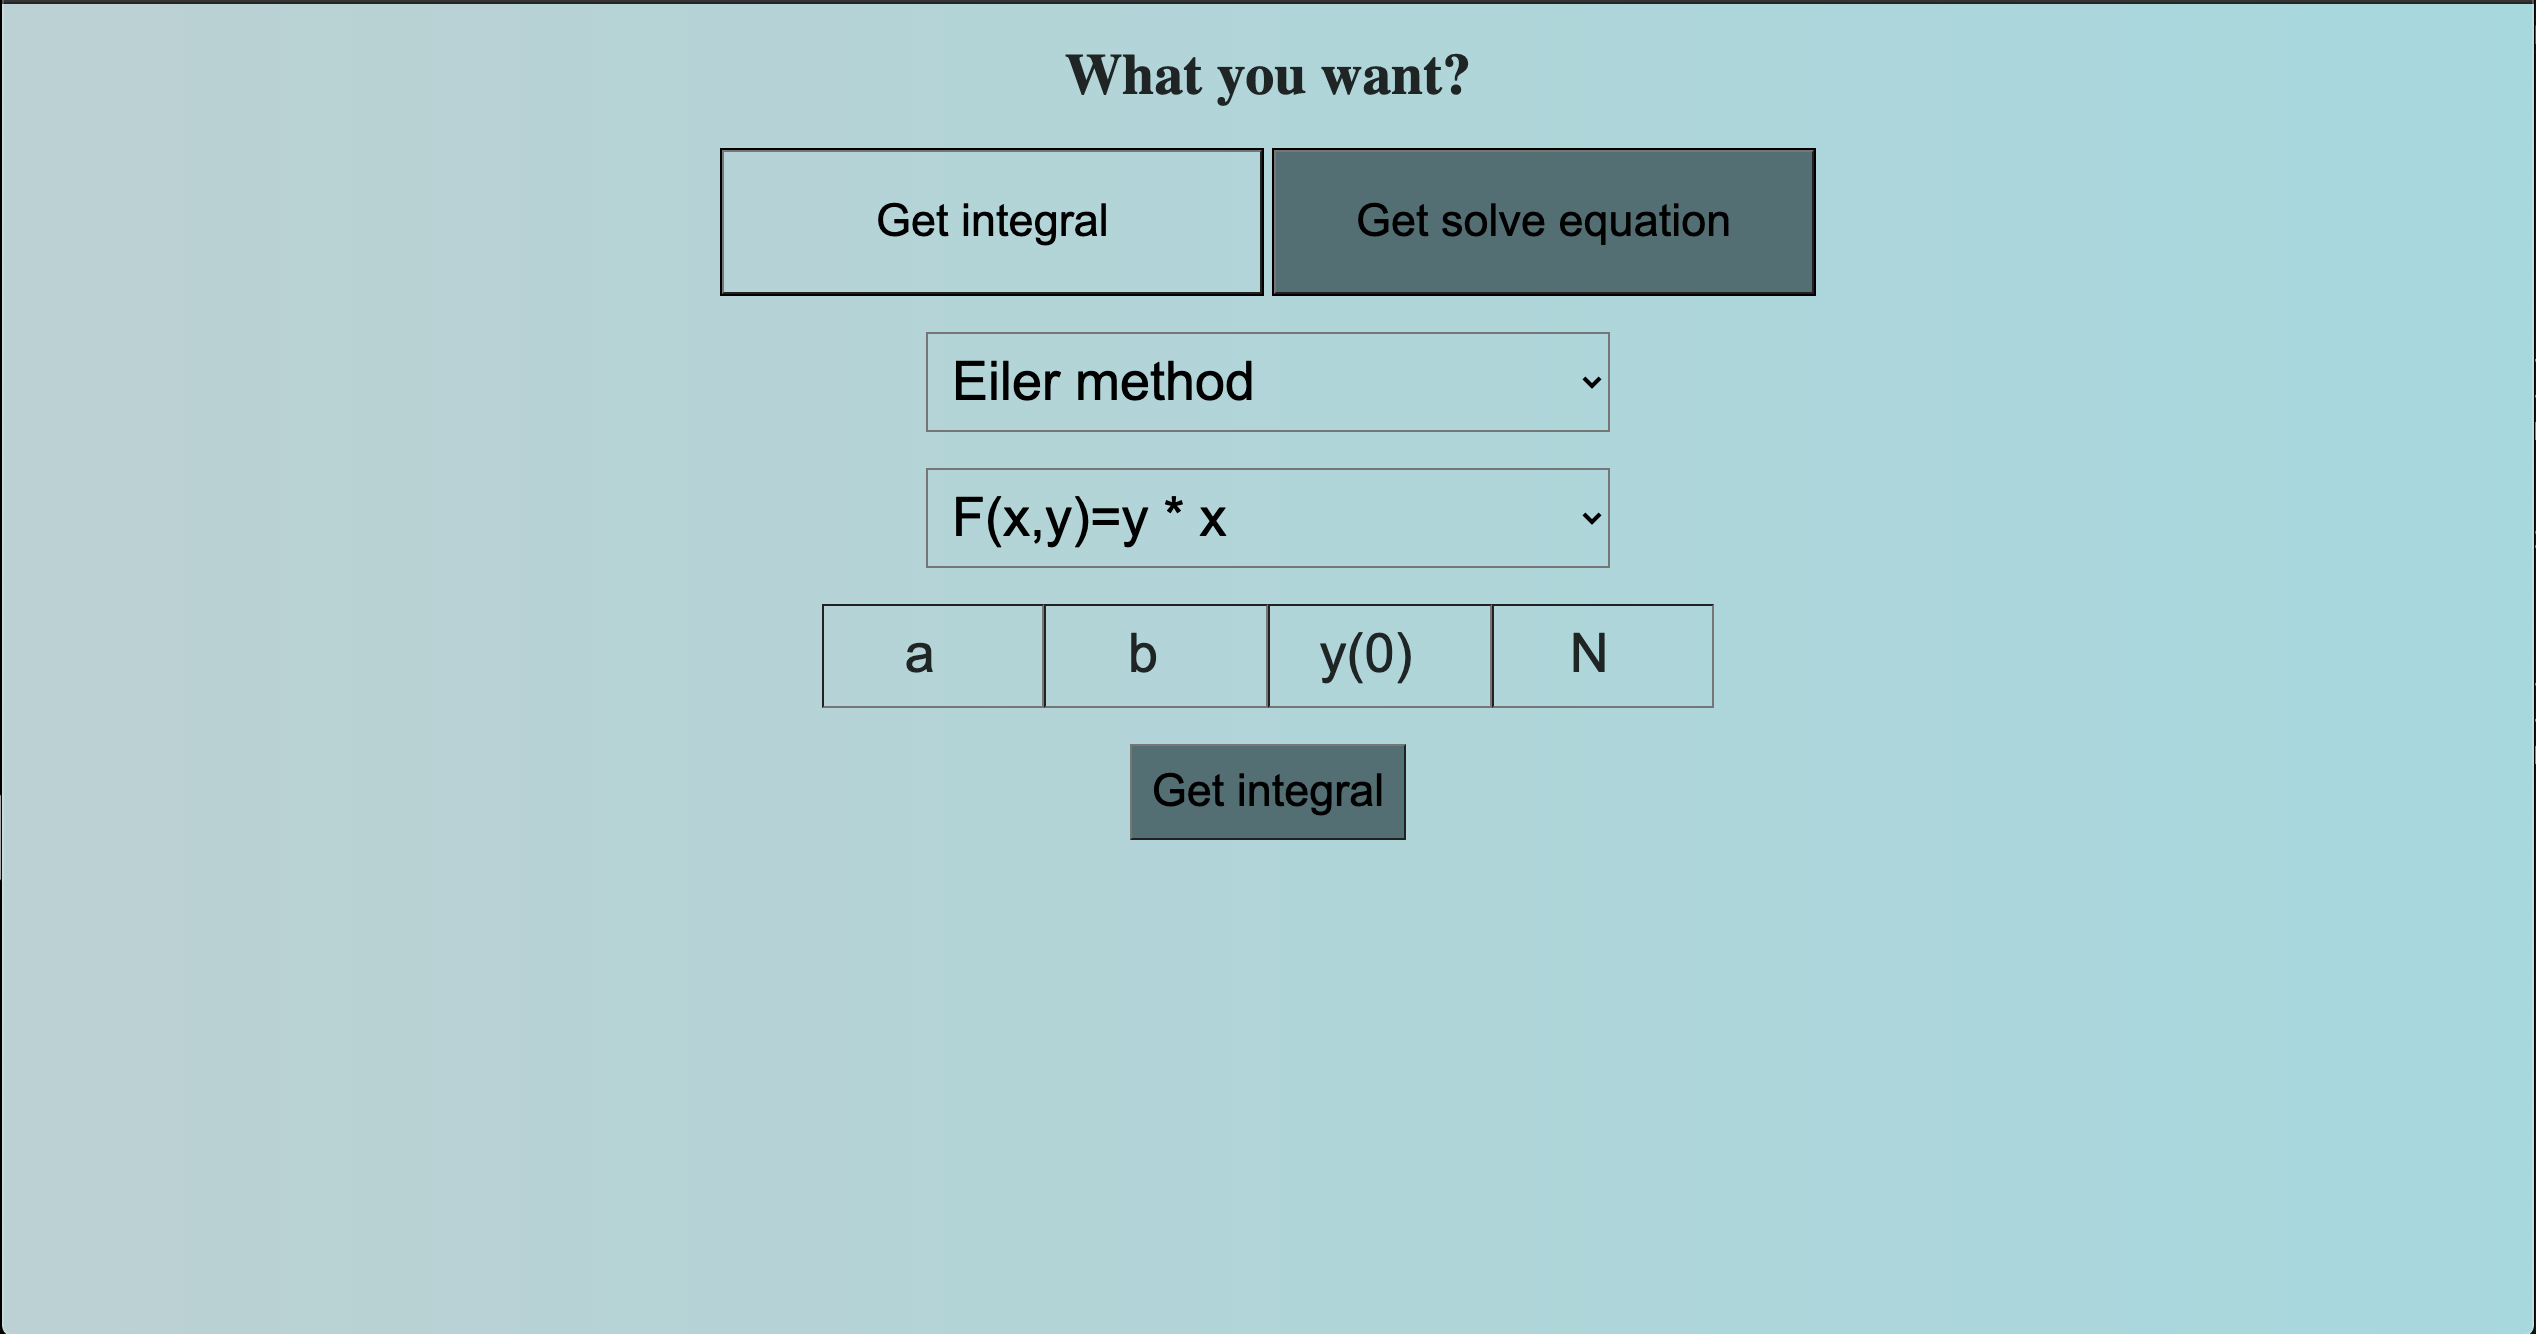 What you want?
Get integral Get solve equation
Eiler method
F(x,y)=y * x
a b y(0) N
Get integral